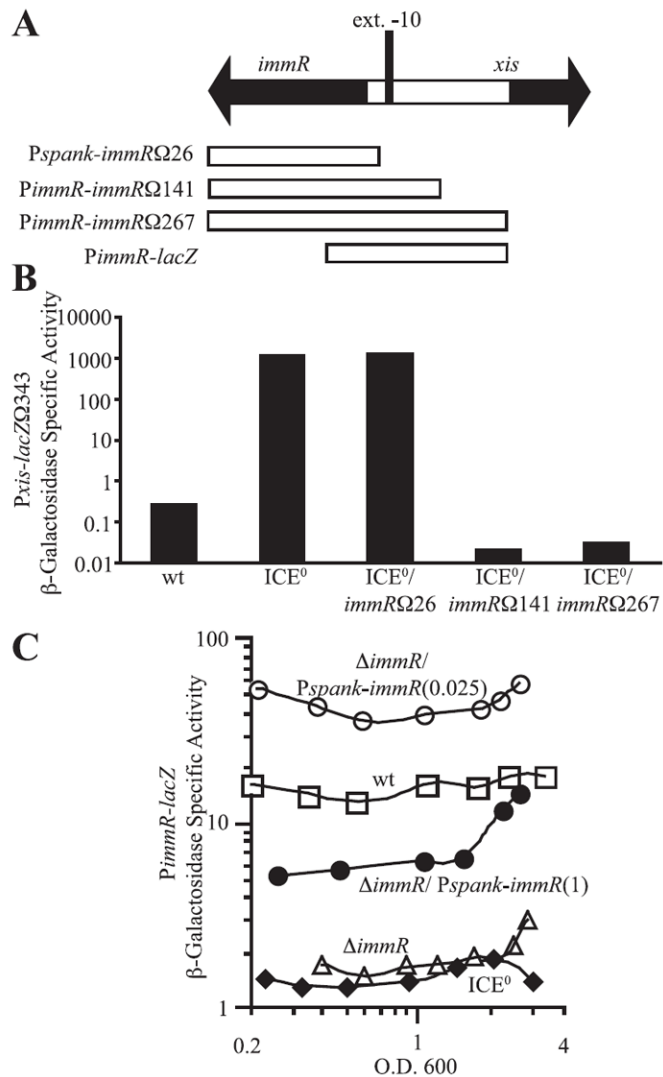 A
ext. -10
immR
xis
Pspank-immRΩ26
PimmR-immRΩ141
PimmR-immRΩ267
PimmR-lacZ
B
Pxis-lacZΩ343
β-Galactosidase Specific Activity
10000
1000
100
10
1
0.1
0.01
wt
ICE⁰
ICE⁰/
immRΩ26
ICE⁰/
immRΩ141
ICE⁰/
immRΩ267
C
PimmR-lacZ
β-Galactosidase Specific Activity
100
10
1
ΔimmR/
Pspank-immR(0.025)
wt
ΔimmR/ Pspank-immR(1)
ΔimmR
ICE⁰
0.2
1
4
O.D. 600